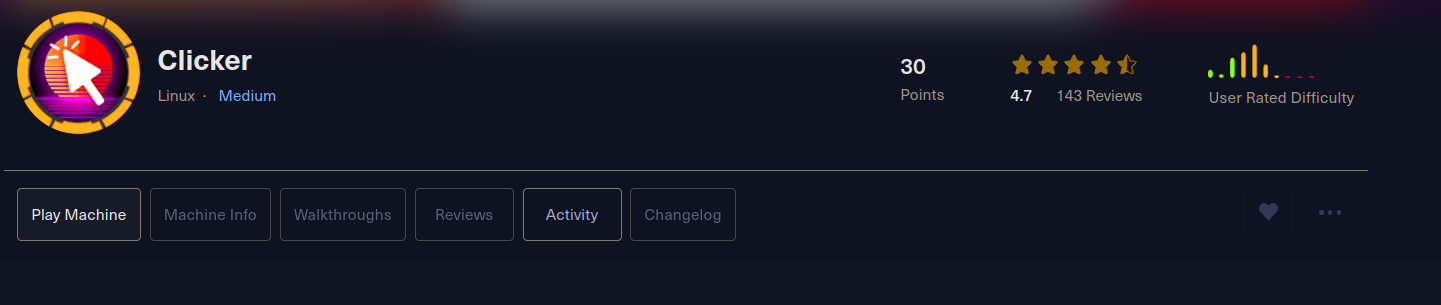 Clicker
Linux · Medium
30
Points
4.7 143 Reviews
User Rated Difficulty
Play Machine Machine Info Walkthroughs Reviews Activity Changelog